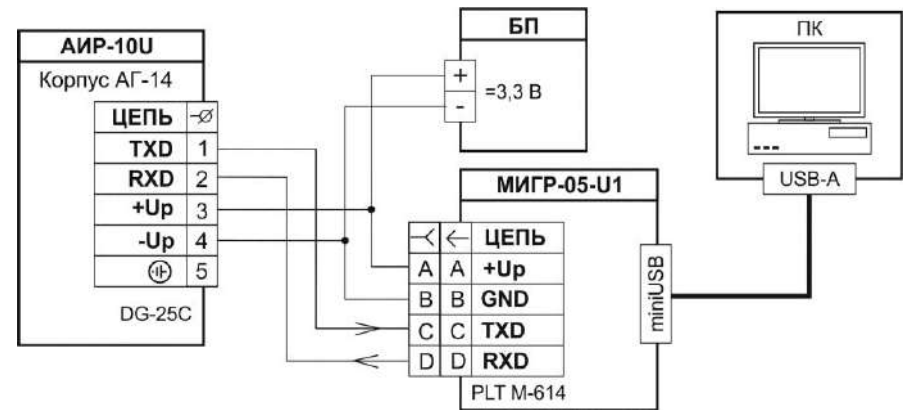 АИР-10U
Корпус АГ-14
ЦЕПЬ
TXD 1
RXD 2
+Up 3
-Up 4
5
DG-25C
БП
+
-
=3,3 В
МИГР-05-U1
ЦЕПЬ
A A +Up
B B GND
C C TXD
D D RXD
PLT M-614
miniUSB
ПК
USB-A